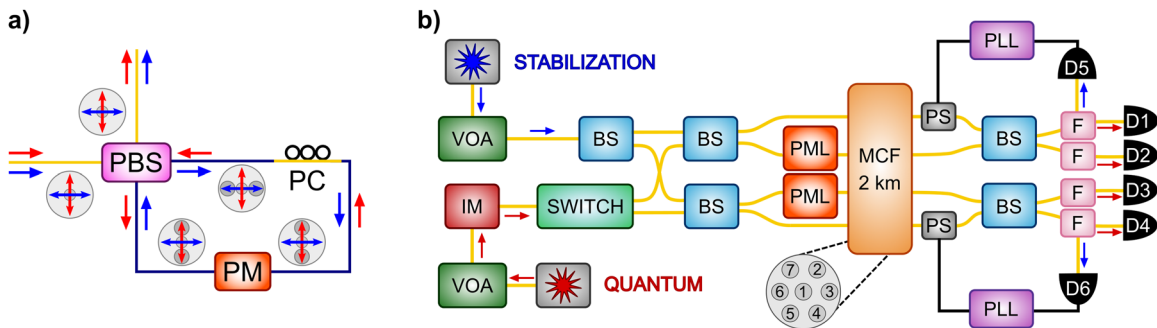 a)
PBS
PC
PM
b)
STABILIZATION
VOA
BS
BS
PML
PML
MCF
2 km
PS
PLL
BS
D5
F
F
D1
D2
IM
SWITCH
BS
VOA
QUANTUM
7 2
6 1 3
5 4
PS
PLL
BS
F
F
D3
D4
D6